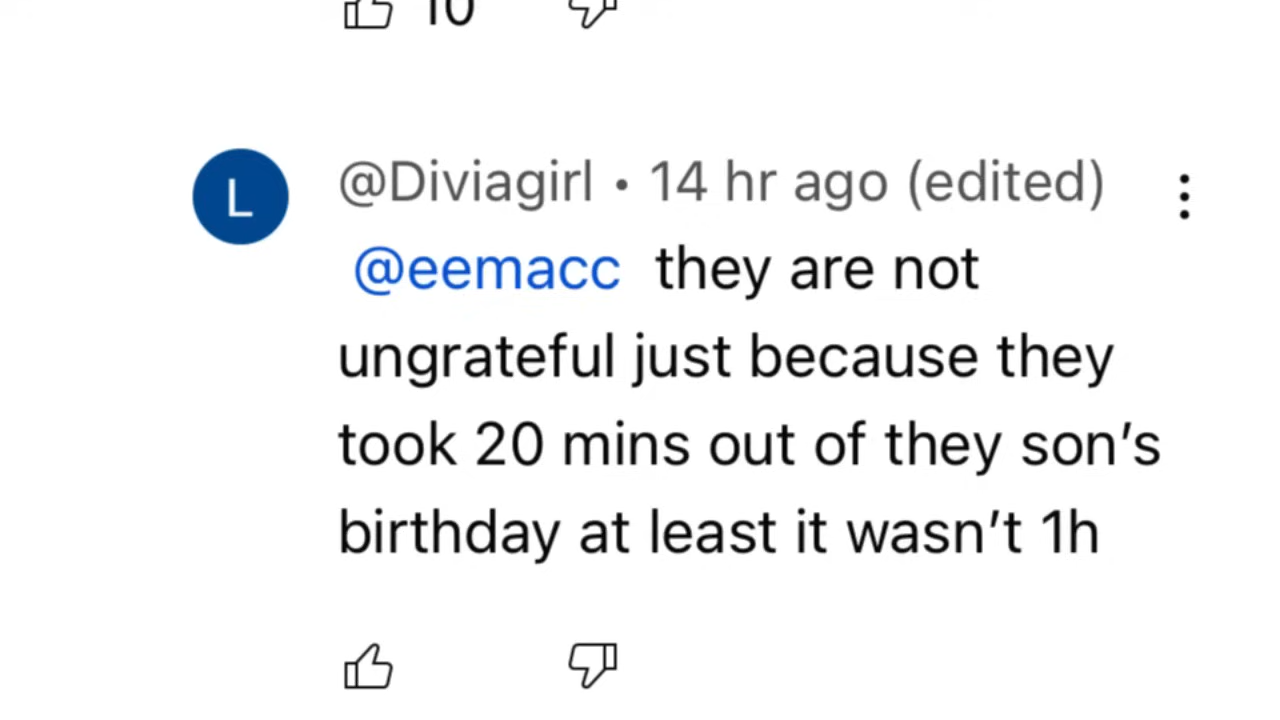 10
L
@Diviagirl • 14 hr ago (edited)
@eemacc they are not
ungrateful just because they
took 20 mins out of they son’s
birthday at least it wasn’t 1h